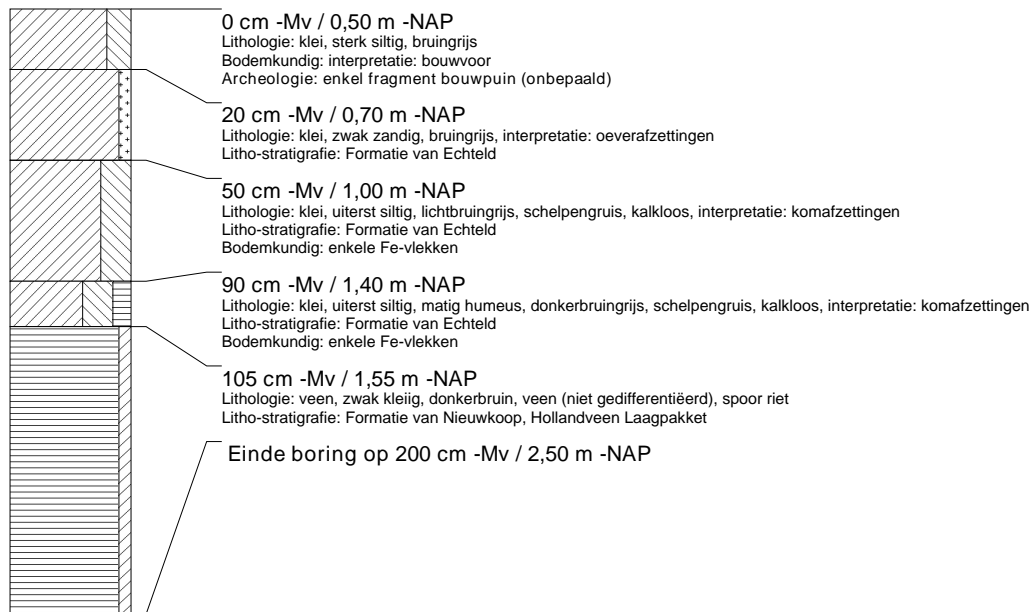 0 cm -Mv / 0,50 m -NAP
Lithologie: klei, sterk siltig, bruingrijs
Bodemkundig: interpretatie: bouwvoor
Archeologie: enkel fragment bouwpuin (onbepaald)
20 cm -Mv / 0,70 m -NAP
Lithologie: klei, zwak zandig, bruingrijs, interpretatie: oeverafzettingen
Litho-stratigrafie: Formatie van Echteld
50 cm -Mv / 1,00 m -NAP
Lithologie: klei, uiterst siltig, lichtbruingrijs, schelpengruis, kalkloos, interpretatie: komafzettingen
Litho-stratigrafie: Formatie van Echteld
Bodemkundig: enkele Fe-vlekken
90 cm -Mv / 1,40 m -NAP
Lithologie: klei, uiterst siltig, matig humeus, donkerbruingrijs, schelpengruis, kalkloos, interpretatie: komafzettingen
Litho-stratigrafie: Formatie van Echteld
Bodemkundig: enkele Fe-vlekken
105 cm -Mv / 1,55 m -NAP
Lithologie: veen, zwak kleiig, donkerbruin, veen (niet gedifferentiëerd), spoor riet
Litho-stratigrafie: Formatie van Nieuwkoop, Hollandveen Laagpakket
Einde boring op 200 cm -Mv / 2,50 m -NAP